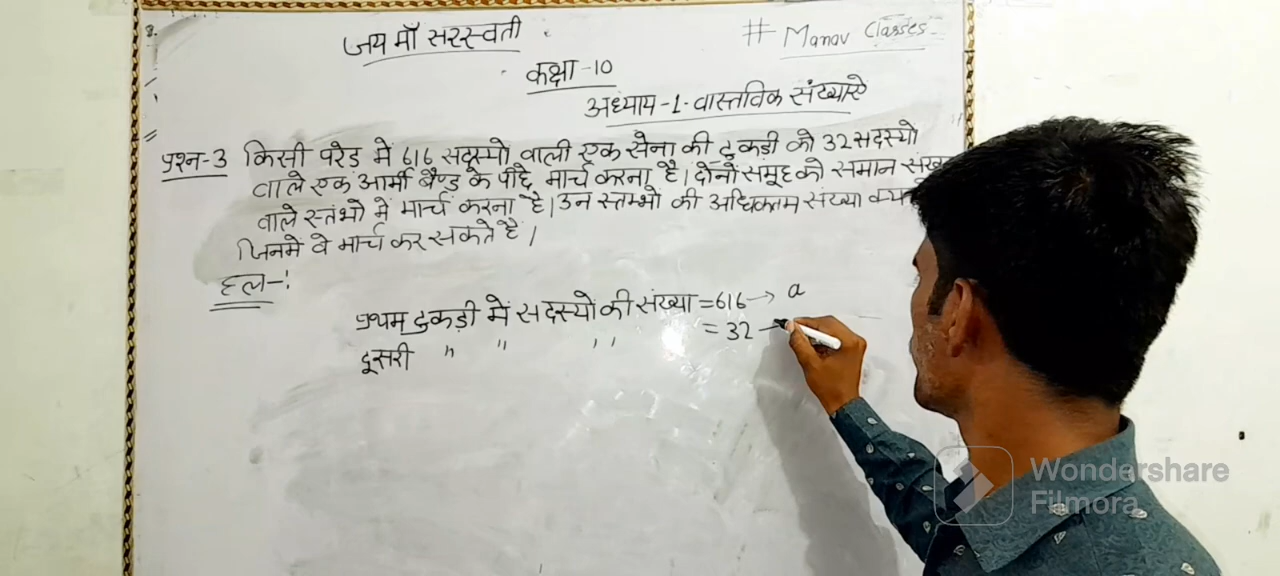 जय माँ सरस्वती
# Manav Classes
कक्षा -10
अध्याय -1. वास्तविक संख्याएे
प्रश्न-3 किसी परेड मे 616 सदस्यो वाली एक सेना की टुकड़ी को 32 सदस्यो
वाले एक आर्मी बैण्ड के पीछे मार्च करना है। दोनों समूह को समान
वाले स्तंभो में मार्च करना है। उन स्तम्भो की अधिकतम संख्या
जिनमे वे मार्च कर सकते है।
हल-:
प्रथम टुकड़ी में सदस्यो की संख्या = 616 → a
दूसरी " " " = 32
Wondershare
Filmora